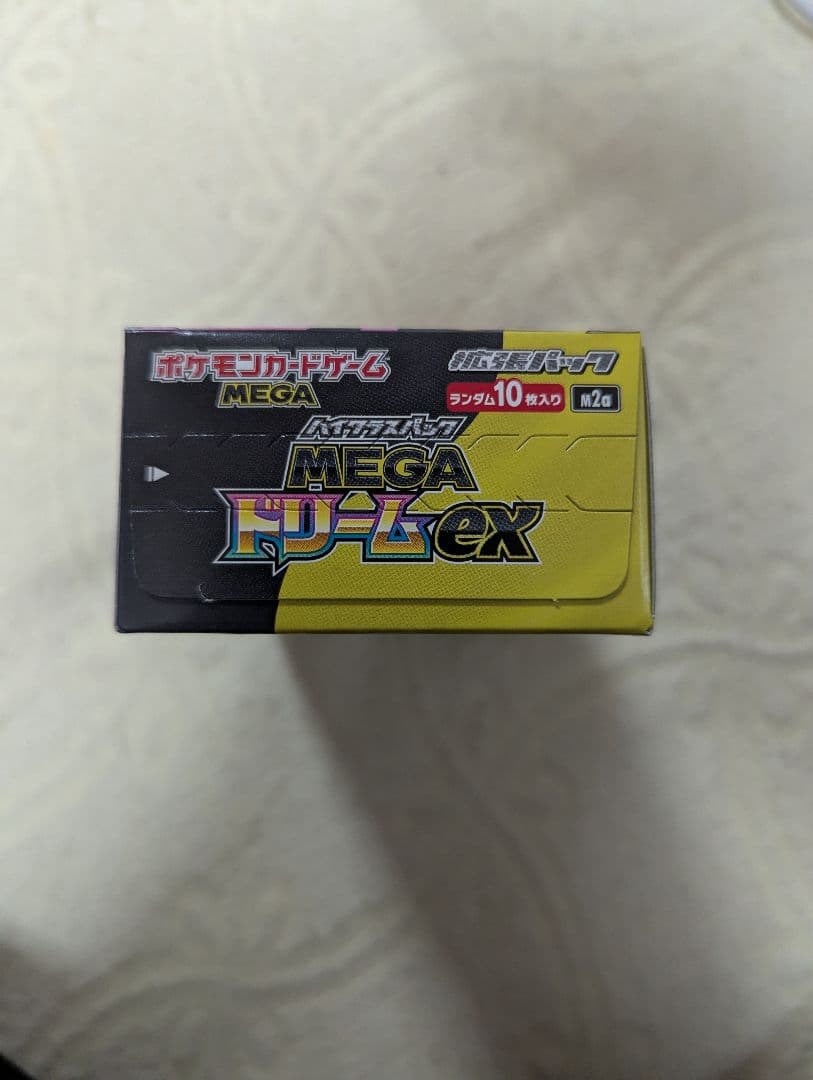 ポケモンカードゲーム
MEGA
拡張パック
ランダム10枚入り M2a
ハイクラスパック
MEGA
ドリームex